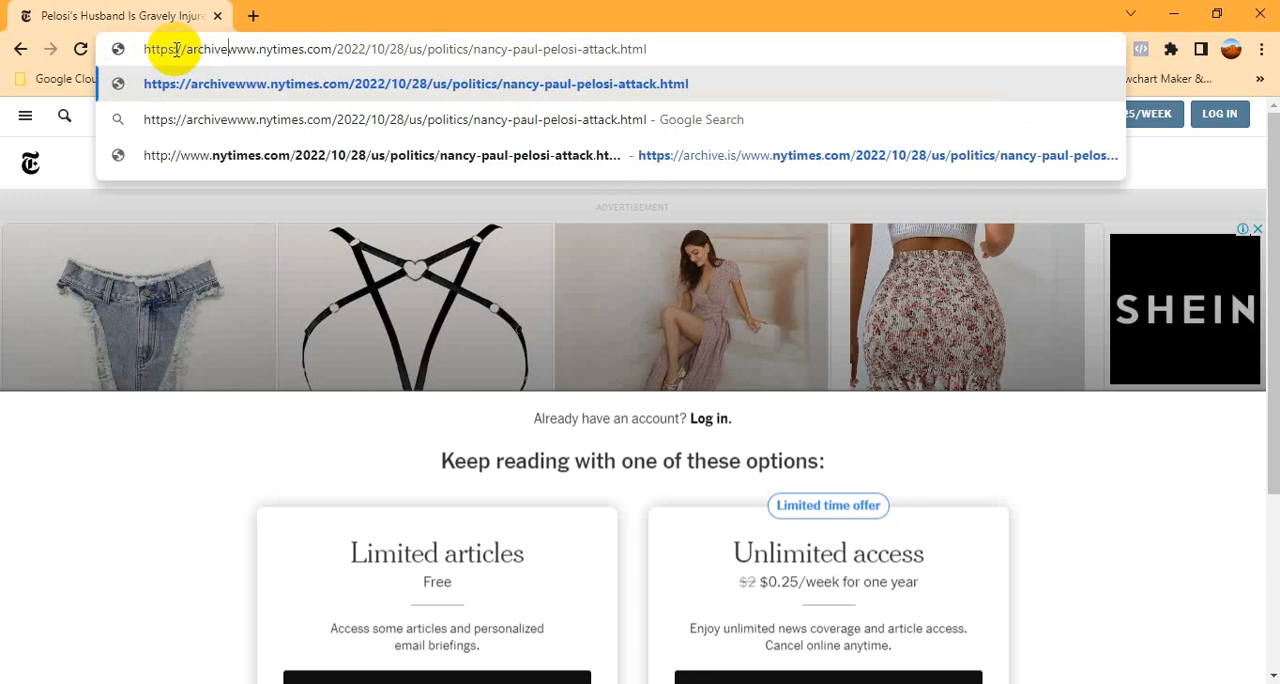 Pelosi's Husband Is Gravely Injure
https://archivewww.nytimes.com/2022/10/28/us/politics/nancy-paul-pelosi-attack.html
Google Clou
https://archivewww.nytimes.com/2022/10/28/us/politics/nancy-paul-pelosi-attack.html
wchart Maker &...
https://archivewww.nytimes.com/2022/10/28/us/politics/nancy-paul-pelosi-attack.html - Google Search
25/WEEK
LOG IN
http://www.nytimes.com/2022/10/28/us/politics/nancy-paul-pelosi-attack.ht... - https://archive.is/www.nytimes.com/2022/10/28/us/politics/nancy-paul-pelos...
ADVERTISEMENT
SHEIN
Already have an account? Log in.
Keep reading with one of these options:
Limited time offer
Limited articles
Free
Access some articles and personalized
email briefings.
Unlimited access
$2 $0.25/week for one year
Enjoy unlimited news coverage and article access.
Cancel online anytime.